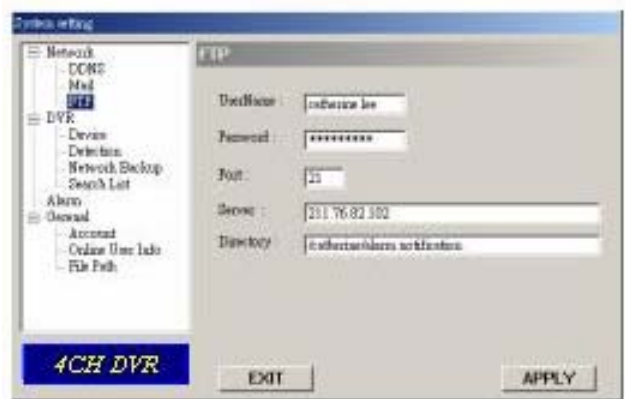 System setting
Network
DDNS
Mail
FTP
DVR
Device
Detection
Network Backup
Search List
Alarm
General
Account
Online User Info
File Path
4CH DVR
FTP
UserName : catherine lee
Password : *********
Port : 21
Server : 211.76.82.102
Directory
EXIT
APPLY